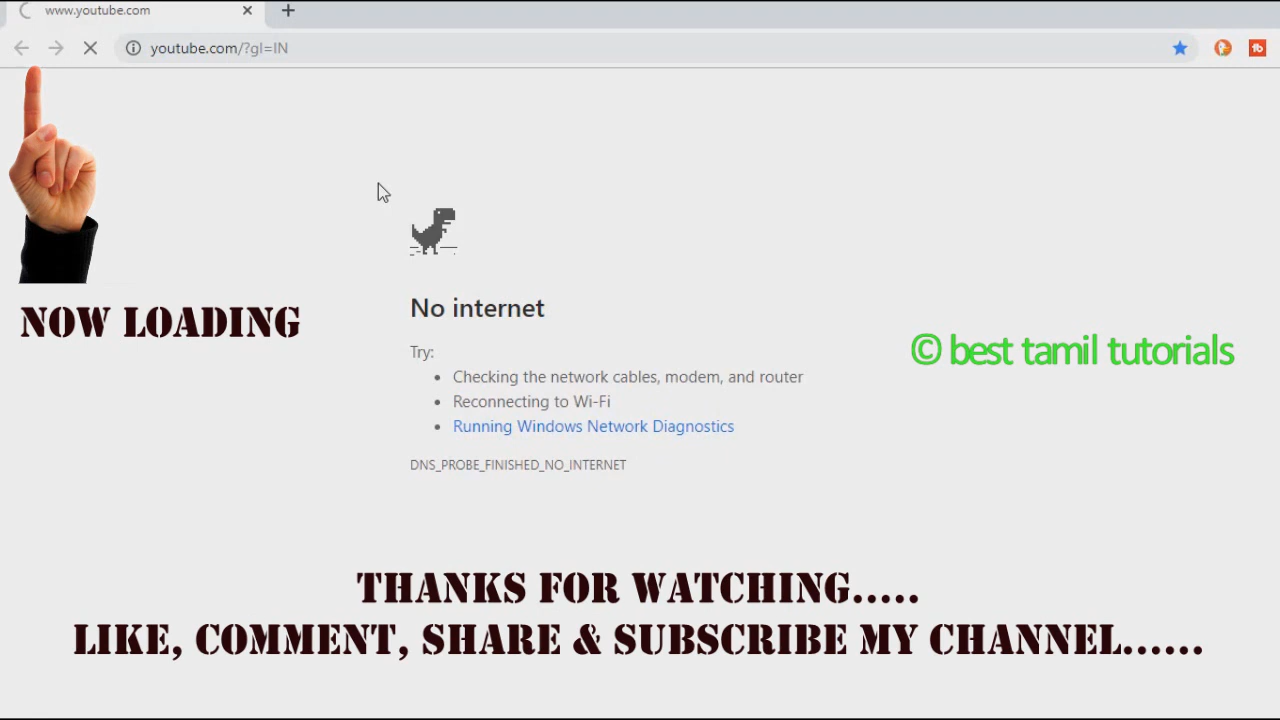 www.youtube.com
youtube.com/?gl=IN
NOW LOADING
No internet
Try:
Checking the network cables, modem, and router
Reconnecting to Wi-Fi
Running Windows Network Diagnostics
DNS_PROBE_FINISHED_NO_INTERNET
© best tamil tutorials
THANKS FOR WATCHING.....
LIKE, COMMENT, SHARE & SUBSCRIBE MY CHANNEL......